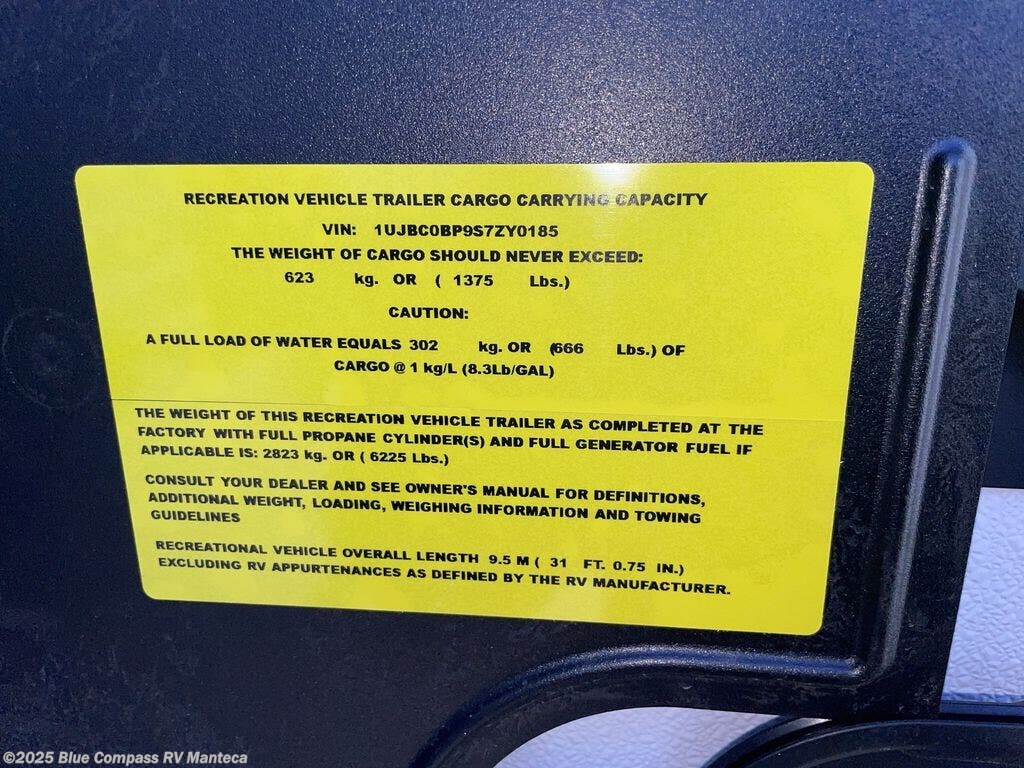 RECREATION VEHICLE TRAILER CARGO CARRYING CAPACITY
VIN: 1UJBC0BP9S7ZY0185
THE WEIGHT OF CARGO SHOULD NEVER EXCEED:
623 kg. OR ( 1375 Lbs.)
CAUTION:
A FULL LOAD OF WATER EQUALS 302 kg. OR (666 Lbs.) OF
CARGO @ 1 kg/L (8.3Lb/GAL)
THE WEIGHT OF THIS RECREATION VEHICLE TRAILER AS COMPLETED AT THE
FACTORY WITH FULL PROPANE CYLINDER(S) AND FULL GENERATOR FUEL IF
APPLICABLE IS: 2823 kg. OR ( 6225 Lbs.)
CONSULT YOUR DEALER AND SEE OWNER'S MANUAL FOR DEFINITIONS,
ADDITIONAL WEIGHT, LOADING, WEIGHING INFORMATION AND TOWING
GUIDELINES
RECREATIONAL VEHICLE OVERALL LENGTH 9.5 M ( 31 FT. 0.75 IN.)
EXCLUDING RV APPURTENANCES AS DEFINED BY THE RV MANUFACTURER.
©2025 Blue Compass RV Manteca